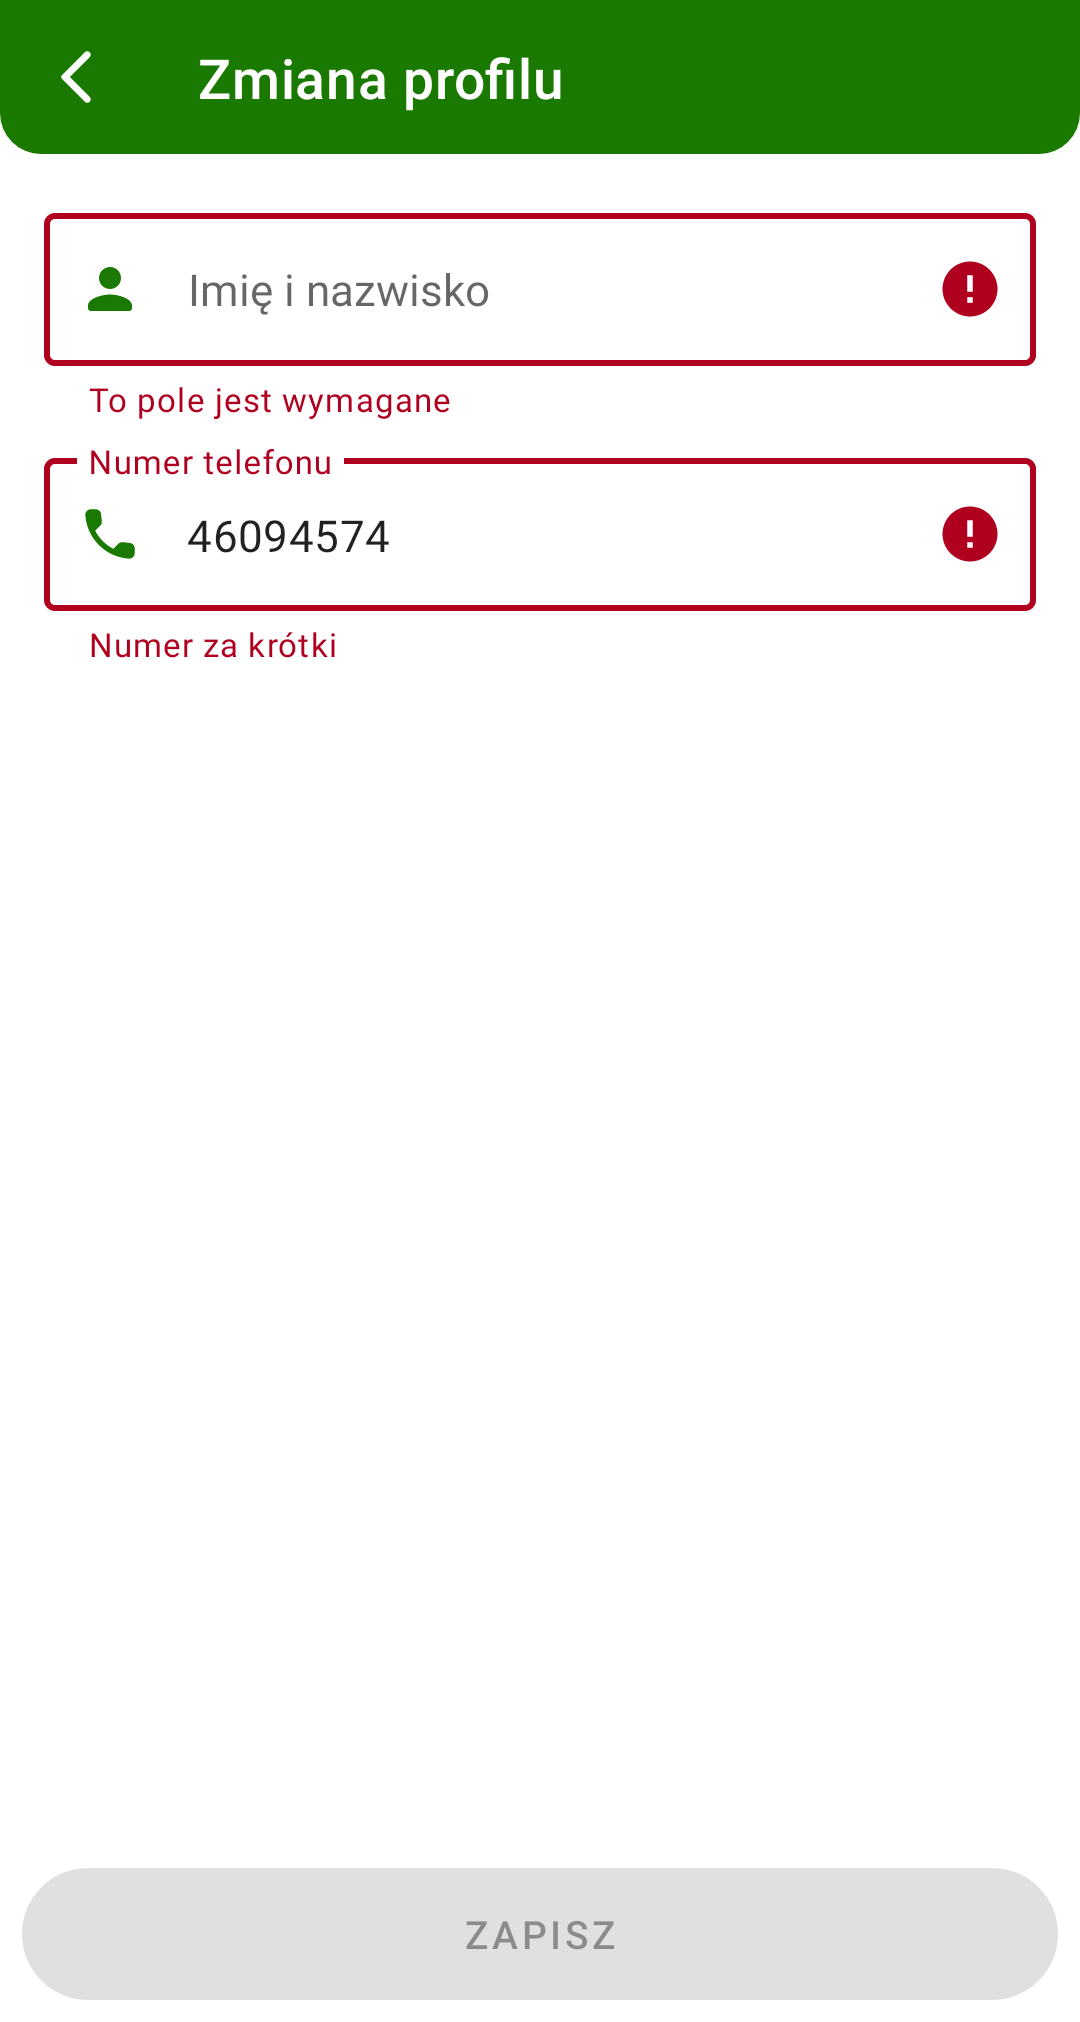 Zmiana profilu
Imię i nazwisko
To pole jest wymagane
Numer telefonu
46094574
Numer za krótki
ZAPISZ